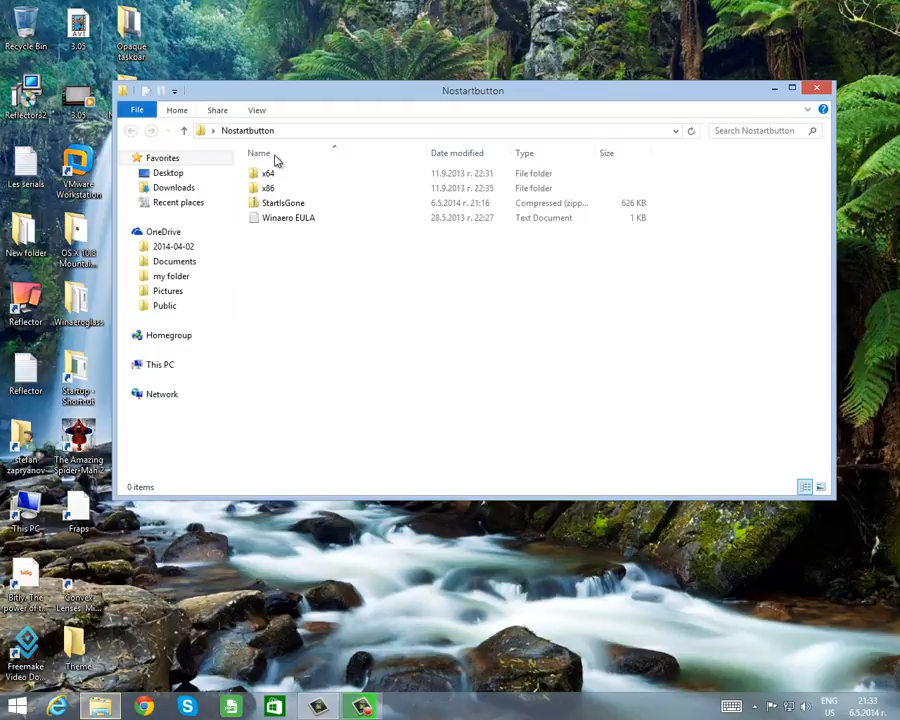 Recycle Bin
3.05
Opaque
taskbar
Reflector32
3.05
Les serials
VMware
Workstation
New folder
OS X 10.8
Mountai...
Reflector
Winaeroglass
Reflector
Startup -
Shortcut
stefan
zapryanov
The Amazing
Spider-Man 2
This PC
Fraps
Bitly. The
power of t...
Convex-
Lenses_Mi...
Freemake
Video Do...
Theme
Nostartbutton
File
Home
Share
View
Nostartbutton
Search Nostartbutton
Favorites
Desktop
Downloads
Recent places
OneDrive
2014-04-02
Documents
my folder
Pictures
Public
Homegroup
This PC
Network
Name
Date modified
Type
Size
x64
11.9.2013 г. 22:31
File folder
x86
11.9.2013 г. 22:35
File folder
StartIsGone
6.5.2014 г. 21:16
Compressed (zipp...
626 KB
Winaero EULA
28.5.2013 г. 22:27
Text Document
1 KB
0 items
ENG
US
21:33
6.5.2014 г.